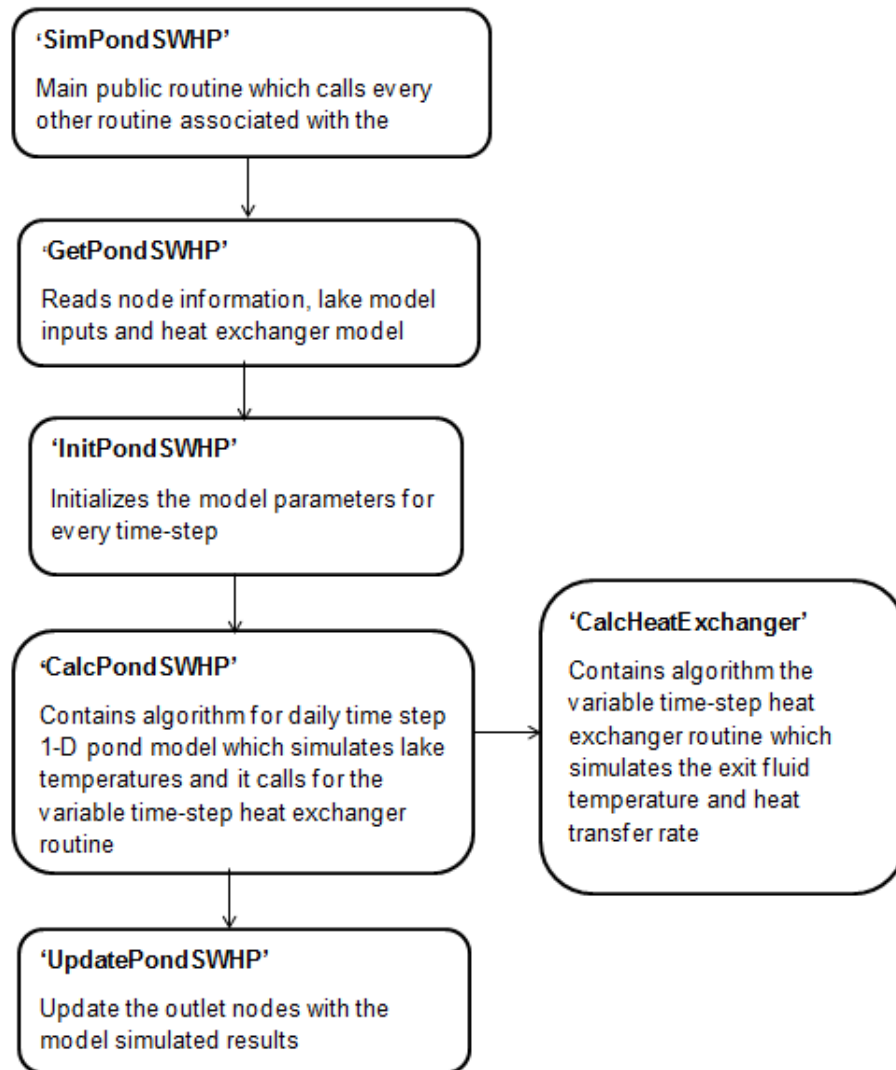 ‘SimPondSWHP’
Main public routine which calls every
other routine associated with the
‘GetPondSWHP’
Reads node information, lake model
inputs and heat exchanger model
‘InitPondSWHP’
Initializes the model parameters for
every time-step
‘CalcPondSWHP’
Contains algorithm for daily time step
1-D pond model which simulates lake
temperatures and it calls for the
variable time-step heat exchanger
routine
‘CalcHeatExchanger’
Contains algorithm the
variable time-step heat
exchanger routine which
simulates the exit fluid
temperature and heat
transfer rate
‘UpdatePondSWHP’
Update the outlet nodes with the
model simulated results